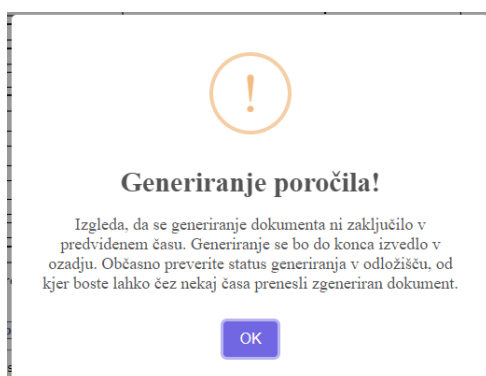 !
Generiranje poročila!
Izgleda, da se generiranje dokumenta ni zaključilo v
predvidenem času. Generiranje se bo do konca izvedlo v
ozadju. Občasno preverite status generiranja v odložišču, od
kjer boste lahko čez nekaj časa prenesli zgeneriran dokument.
OK